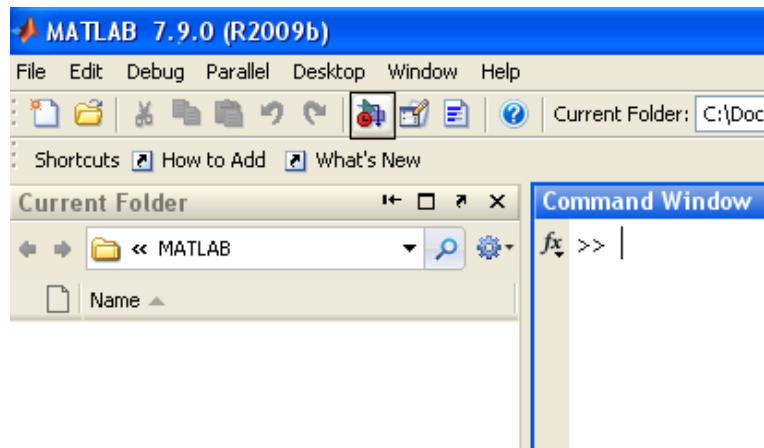 MATLAB 7.9.0 (R2009b)
File Edit Debug Parallel Desktop Window Help
Current Folder: C:\Doc
Shortcuts How to Add What's New
Current Folder
Command Window
« MATLAB
fx >>
Name